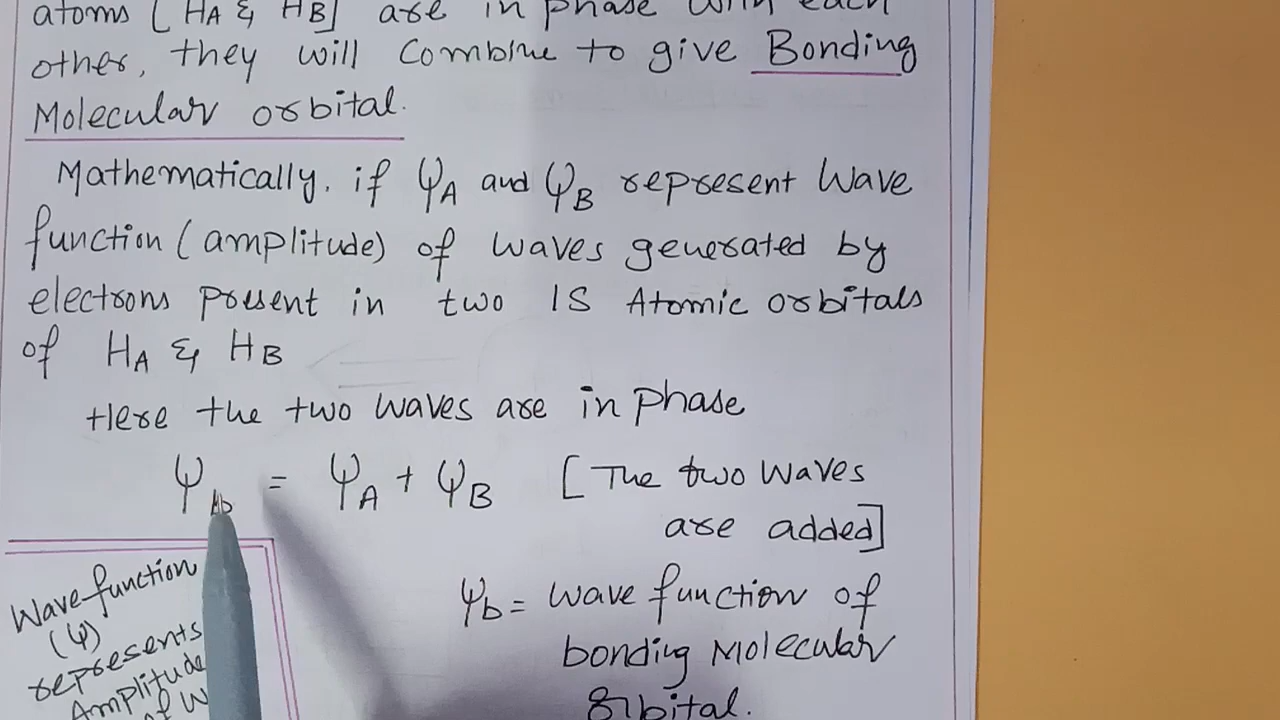 atoms [HA & HB] are in phase with each
other, they will combine to give Bonding
Molecular orbital.
Mathematically. if ΨA and ΨB represent wave
function (amplitude) of waves generated by
electrons present in two 1S Atomic orbitals
of HA & HB
Here the two waves are in phase
Ψ = ΨA + ΨB [The two waves
are added]
Ψb = wave function of
bonding Molecular
Orbital.
Wave function
(Ψ)
represents
Amplitude
of W